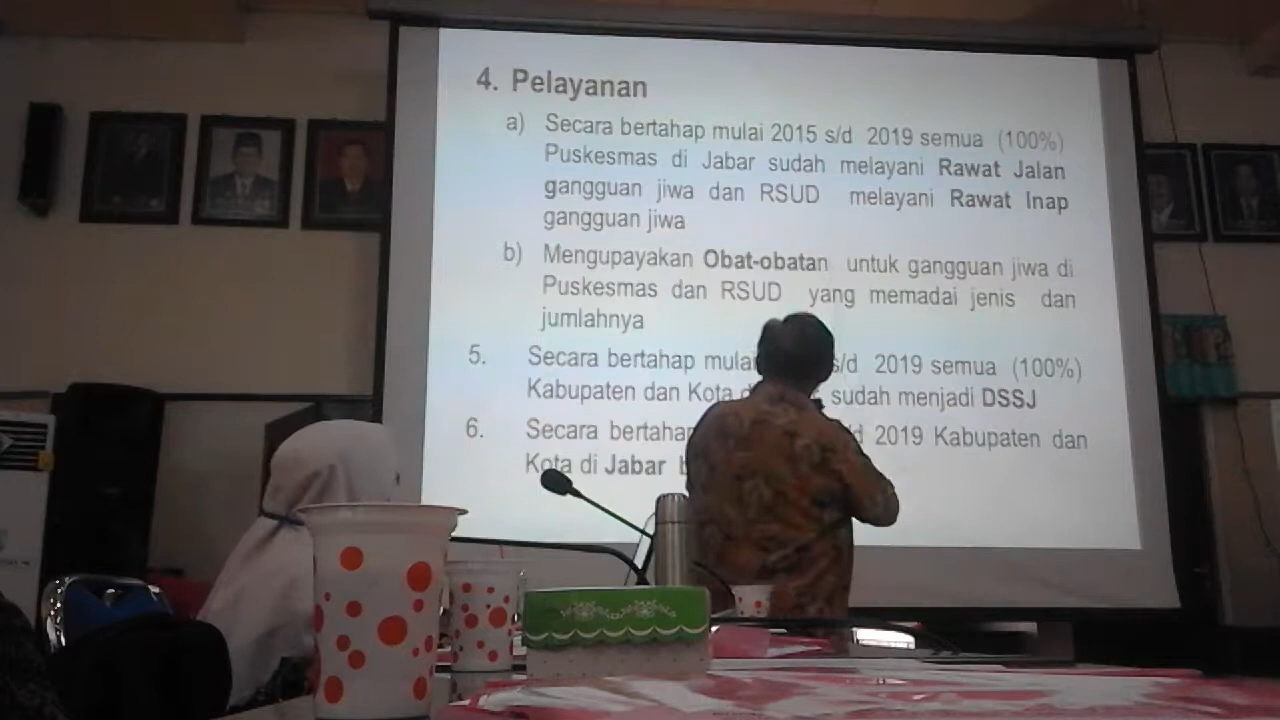 4. Pelayanan
a) Secara bertahap mulai 2015 s/d 2019 semua (100%)
Puskesmas di Jabar sudah melayani Rawat Jalan
gangguan jiwa dan RSUD melayani Rawat Inap
gangguan jiwa
b) Mengupayakan Obat-obatan untuk gangguan jiwa di
Puskesmas dan RSUD yang memadai jenis dan
jumlahnya
5. Secara bertahap mulai s/d 2019 semua (100%)
Kabupaten dan Kota sudah menjadi DSSJ
6. Secara bertahap 2019 Kabupaten dan
Kota di Jabar